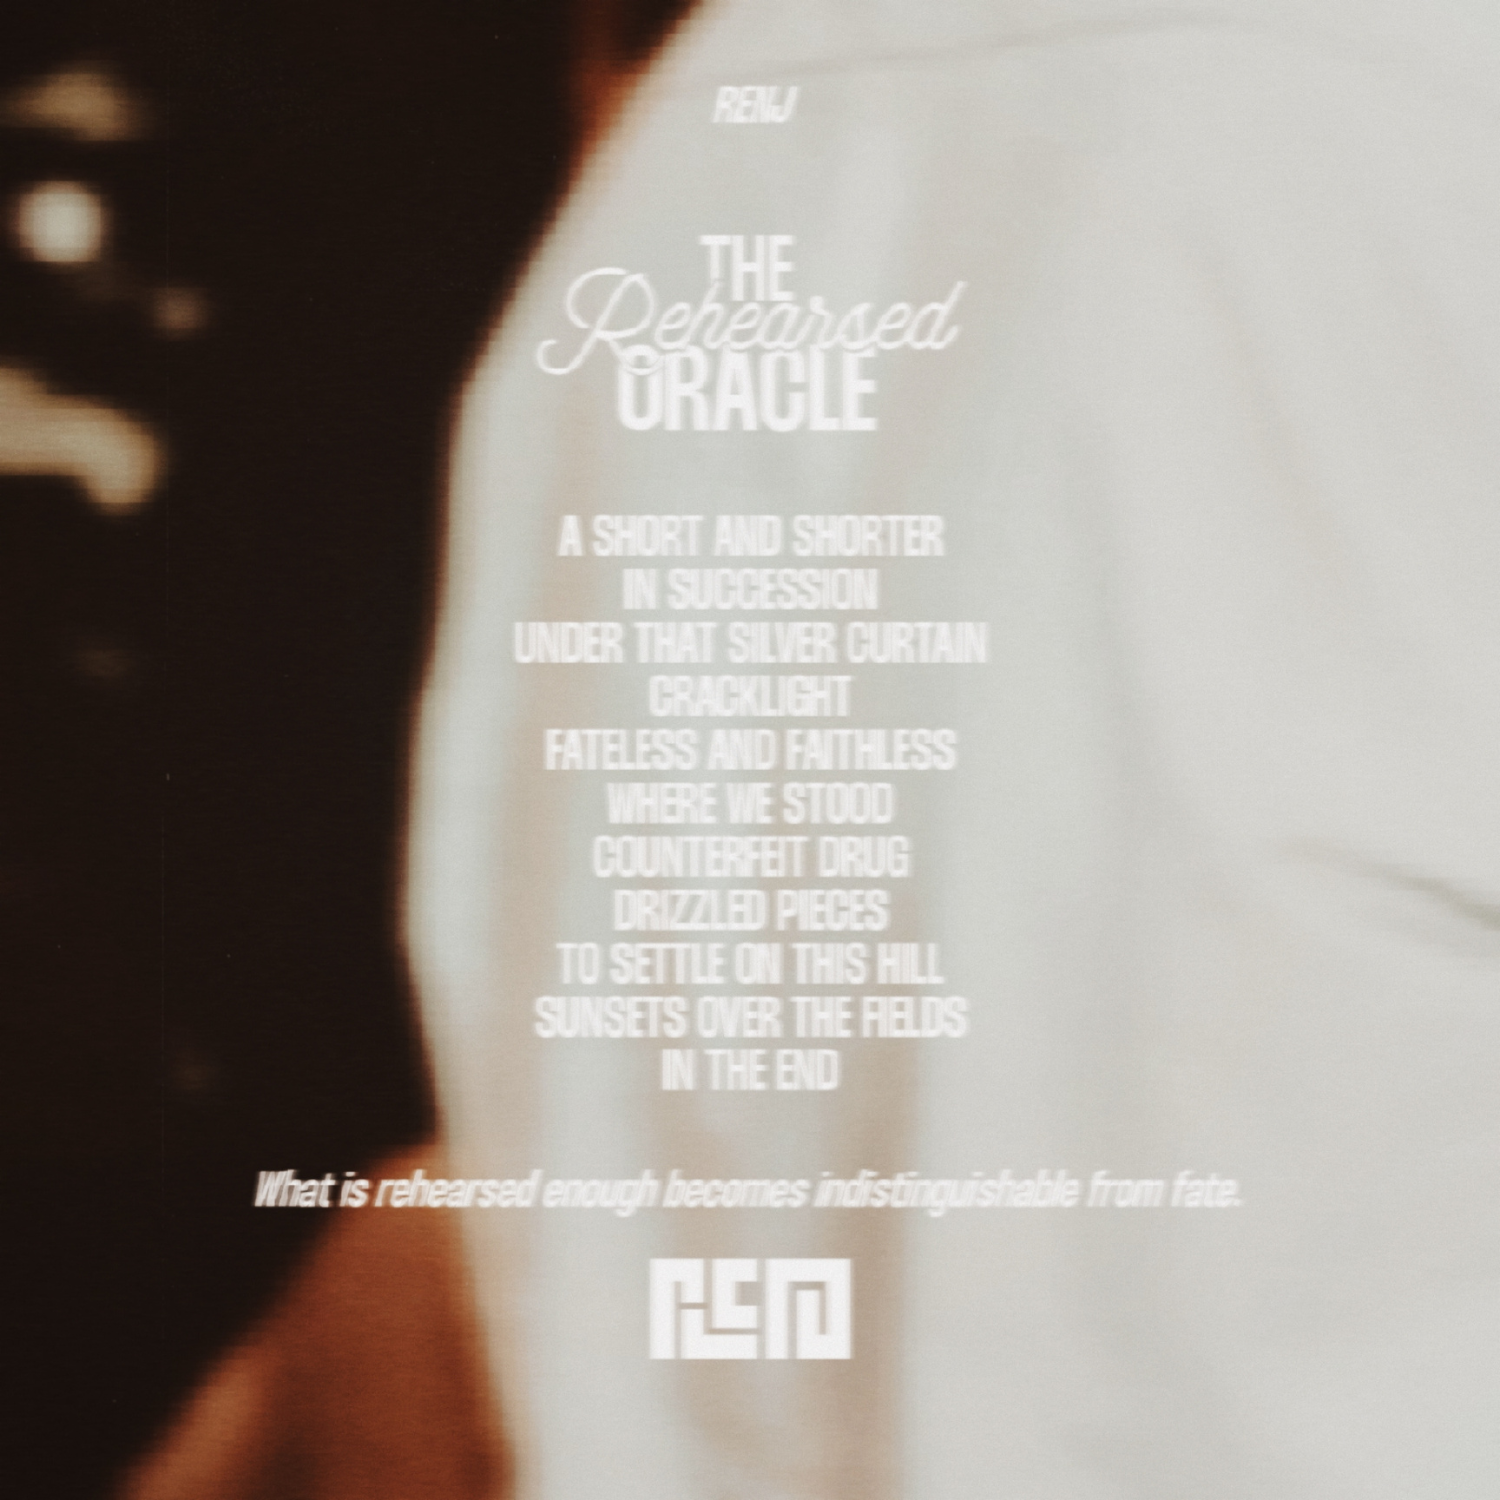 RENJ
THE
Rehearsed
ORACLE
A SHORT AND SHORTER
IN SUCCESSION
UNDER THAT SILVER CURTAIN
CRACKLIGHT
FATELESS AND FAITHLESS
WHERE WE STOOD
COUNTERFEIT DRUG
DRIZZLED PIECES
TO SETTLE ON THIS HILL
SUNSETS OVER THE FIELDS
IN THE END
What is rehearsed enough becomes indistinguishable from fate.